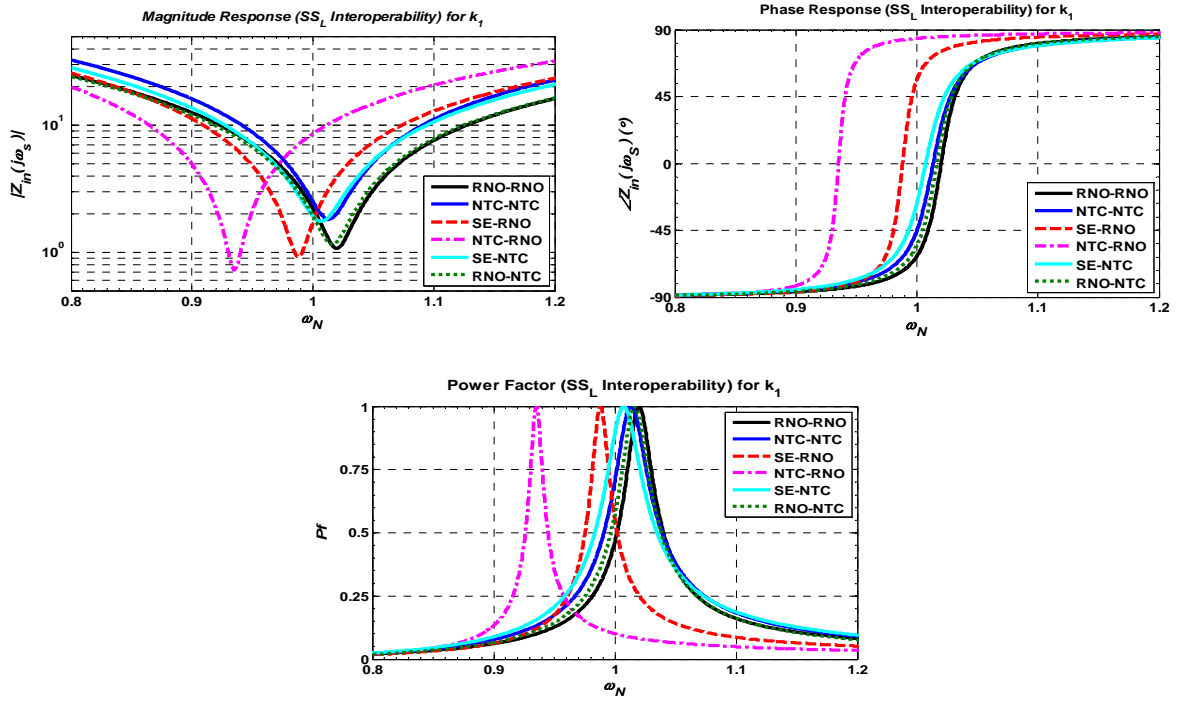 Magnitude Response (SS_L Interoperability) for k_1
|Z_in(jω_s)|
10^1
10^0
0.8 0.9 1 1.1 1.2
ω_N
RNO-RNO
NTC-NTC
SE-RNO
NTC-RNO
SE-NTC
RNO-NTC
Phase Response (SS_L Interoperability) for k_1
∠Z_in(jω_S) (°)
90
45
0
-45
-90
0.8 0.9 1 1.1 1.2
ω_N
RNO-RNO
NTC-NTC
SE-RNO
NTC-RNO
SE-NTC
RNO-NTC
Power Factor (SS_L Interoperability) for k_1
Pf
1
0.75
0.5
0.25
0
0.8 0.9 1 1.1 1.2
ω_N
RNO-RNO
NTC-NTC
SE-RNO
NTC-RNO
SE-NTC
RNO-NTC